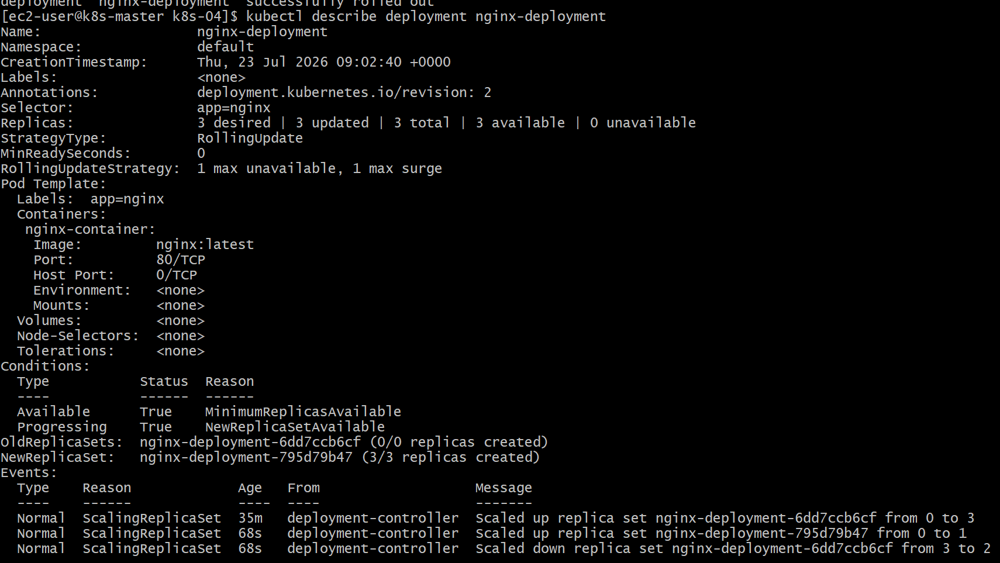 deployment "nginx-deployment" successfully rolled out
[ec2-user@k8s-master k8s-04]$ kubectl describe deployment nginx-deployment
Name:                   nginx-deployment
Namespace:              default
CreationTimestamp:      Thu, 23 Jul 2026 09:02:40 +0000
Labels:                 <none>
Annotations:            deployment.kubernetes.io/revision: 2
Selector:               app=nginx
Replicas:               3 desired | 3 updated | 3 total | 3 available | 0 unavailable
StrategyType:           RollingUpdate
MinReadySeconds:        0
RollingUpdateStrategy:  1 max unavailable, 1 max surge
Pod Template:
  Labels:  app=nginx
  Containers:
   nginx-container:
    Image:         nginx:latest
    Port:          80/TCP
    Host Port:     0/TCP
    Environment:   <none>
    Mounts:        <none>
  Volumes:         <none>
  Node-Selectors:  <none>
  Tolerations:     <none>
Conditions:
  Type           Status  Reason
  ----           ------  ------
  Available      True    MinimumReplicasAvailable
  Progressing    True    NewReplicaSetAvailable
OldReplicaSets:  nginx-deployment-6dd7ccb6cf (0/0 replicas created)
NewReplicaSet:   nginx-deployment-795d79b47 (3/3 replicas created)
Events:
  Type    Reason             Age   From                   Message
  ----    ------             ----  ----                   -------
  Normal  ScalingReplicaSet  35m   deployment-controller  Scaled up replica set nginx-deployment-6dd7ccb6cf from 0 to 3
  Normal  ScalingReplicaSet  68s   deployment-controller  Scaled up replica set nginx-deployment-795d79b47 from 0 to 1
  Normal  ScalingReplicaSet  68s   deployment-controller  Scaled down replica set nginx-deployment-6dd7ccb6cf from 3 to 2